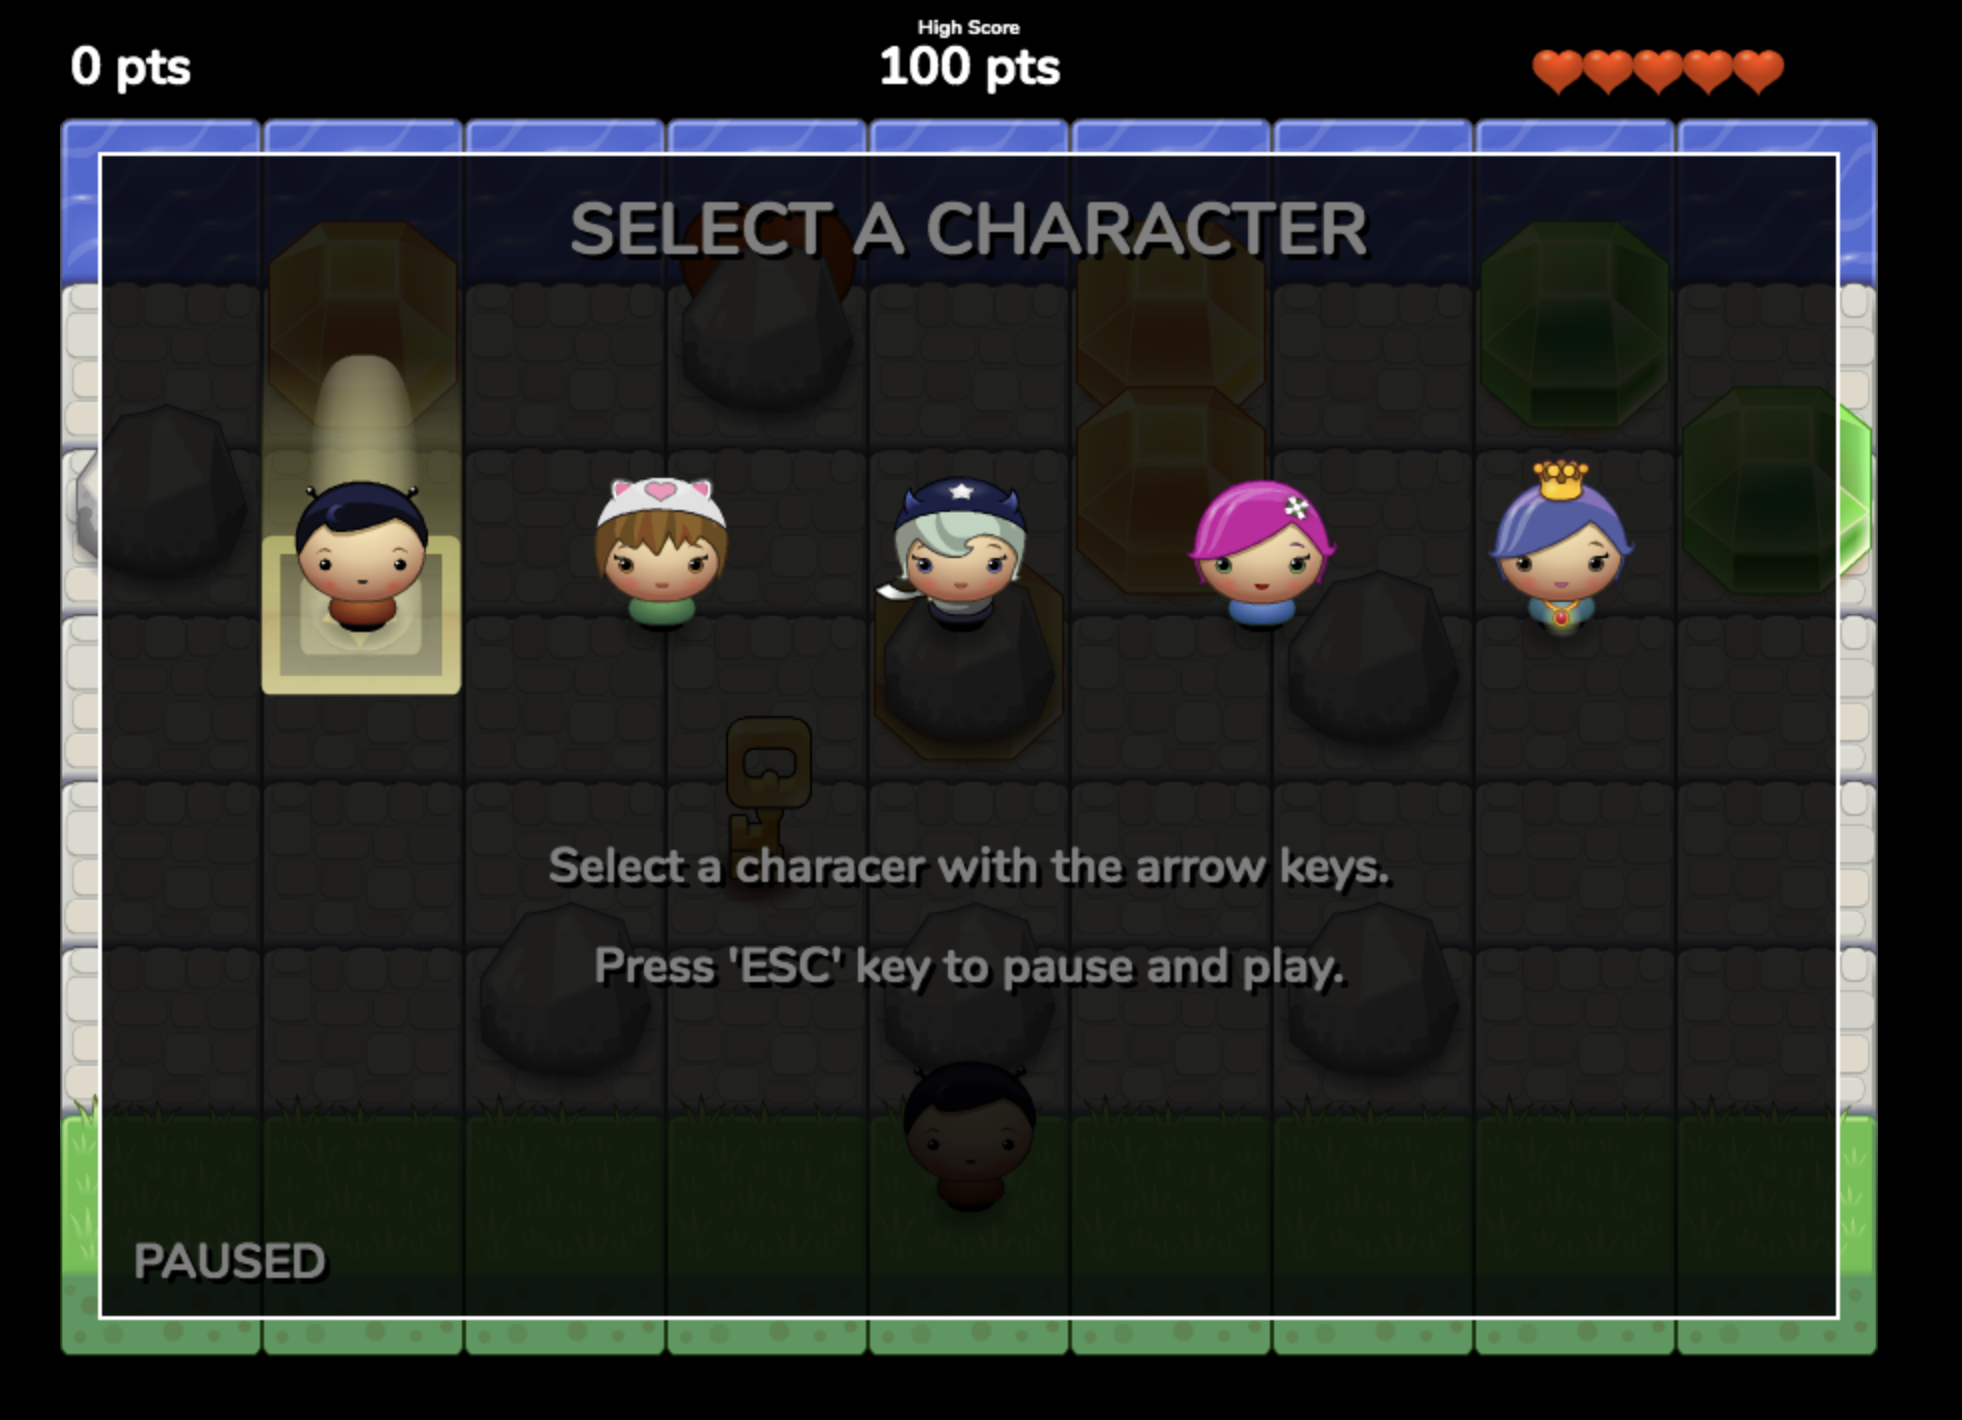 High Score
0 pts
100 pts
SELECT A CHARACTER
Select a characer with the arrow keys.
Press 'ESC' key to pause and play.
PAUSED